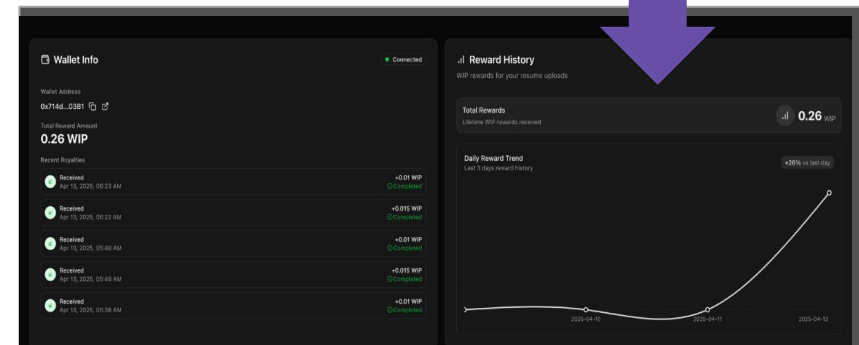 Wallet Info
Connected
Wallet Address
0x714d...03B1
Total Reward Amount
0.26 WIP
Recent Royalties
Received
Apr 13, 2025, 06:23 AM
+0.01 WIP
Completed
Received
Apr 13, 2025, 06:22 AM
+0.015 WIP
Completed
Received
Apr 13, 2025, 05:40 AM
+0.01 WIP
Completed
Received
Apr 13, 2025, 05:40 AM
+0.015 WIP
Completed
Received
Apr 13, 2025, 05:36 AM
+0.01 WIP
Completed
Reward History
WIP rewards for your resume uploads
Total Rewards
Lifetime WIP rewards received
0.26 WIP
Daily Reward Trend
Last 3 days reward history
+26% vs last day
2025-04-10
2025-04-11
2025-04-12